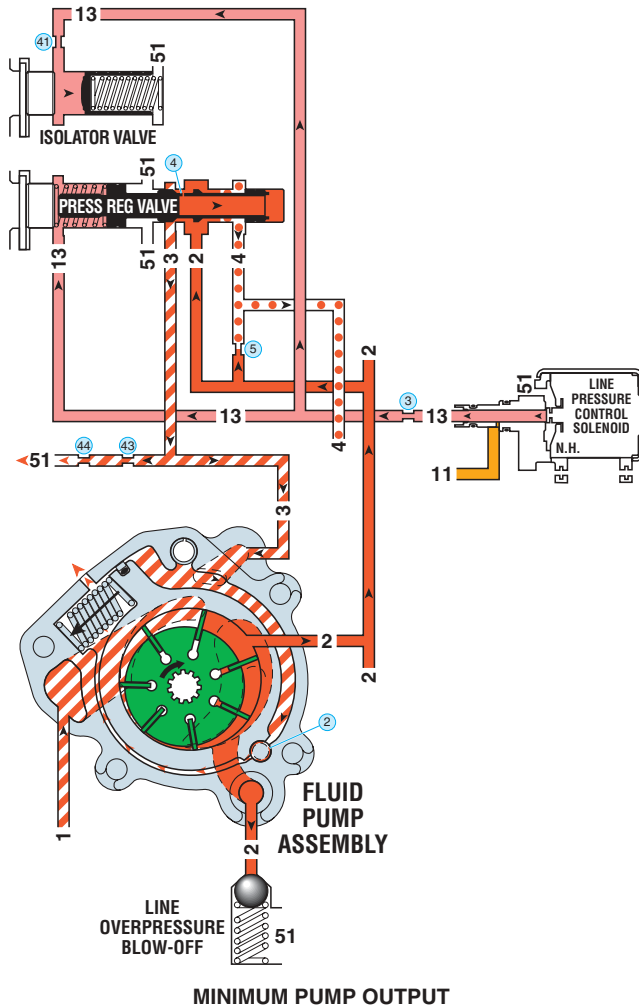 13
41
51
ISOLATOR VALVE
51
4
PRESS REG VALVE
13
51
3
2
4
5
2
3
13
13
51
LINE
PRESSURE
CONTROL
SOLENOID
N.H.
4
11
44
43
51
3
2
2
2
1
FLUID
PUMP
ASSEMBLY
2
LINE
OVERPRESSURE
BLOW-OFF
51
MINIMUM PUMP OUTPUT